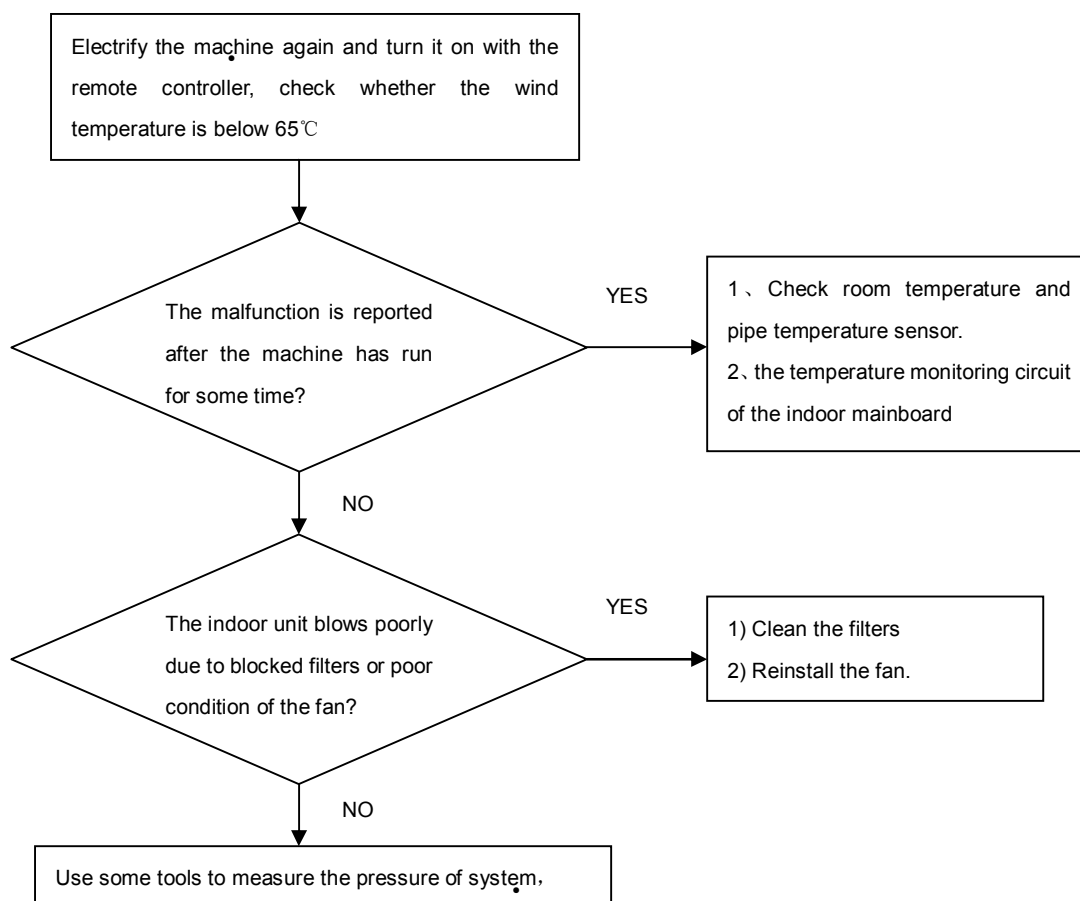 Electrify the machine again and turn it on with the
remote controller, check whether the wind
temperature is below 65℃
The malfunction is reported
after the machine has run
for some time?
YES
1、Check room temperature and
pipe temperature sensor.
2、the temperature monitoring circuit
of the indoor mainboard
NO
The indoor unit blows poorly
due to blocked filters or poor
condition of the fan?
YES
1) Clean the filters
2) Reinstall the fan.
NO
Use some tools to measure the pressure of system，